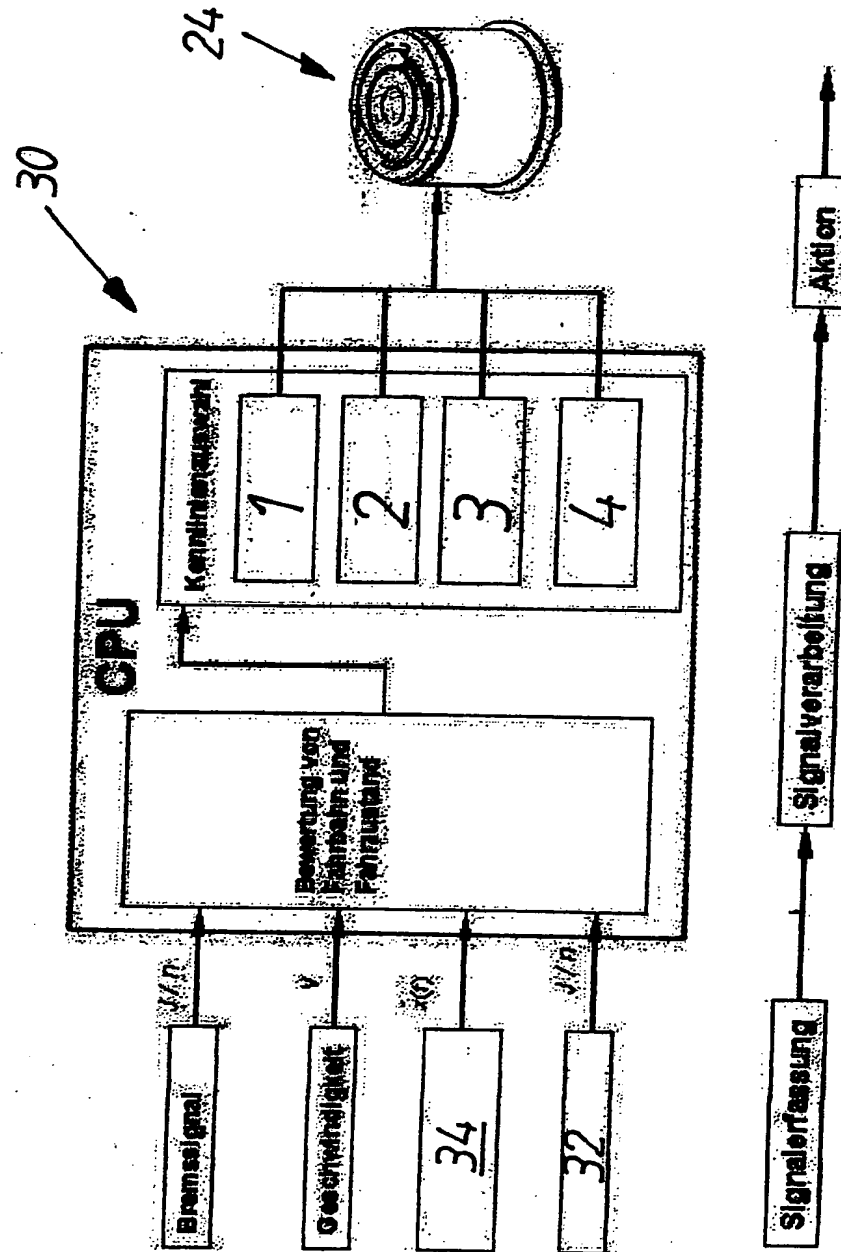 30
24
CPU
Bremssignal
j/n
Geschwindigkeit
v
34
x(t)
32
j/n
Bewertung von
Fahrbahn und
Fahrzustand
Kennlinienauswahl
1
2
3
4
Signalerfassung
Signalverarbeitung
Aktion